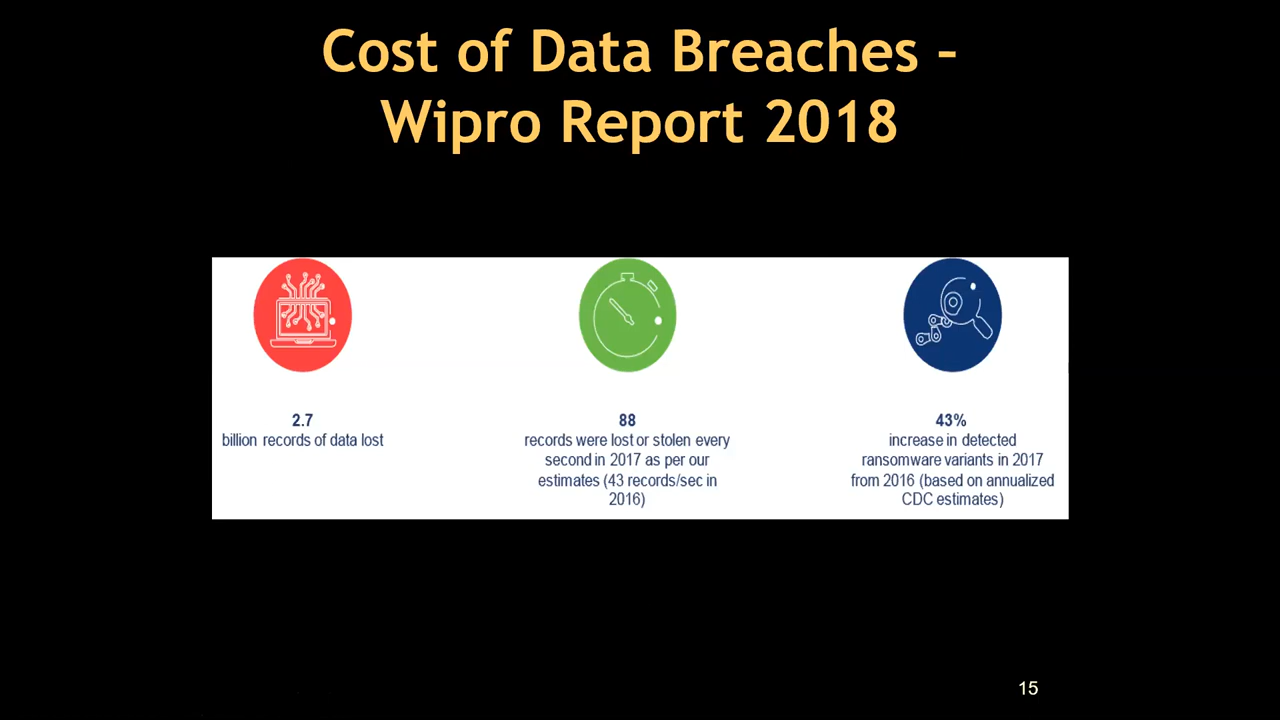 Cost of Data Breaches –
Wipro Report 2018
2.7
billion records of data lost
88
records were lost or stolen every
second in 2017 as per our
estimates (43 records/sec in
2016)
43%
increase in detected
ransomware variants in 2017
from 2016 (based on annualized
CDC estimates)
15